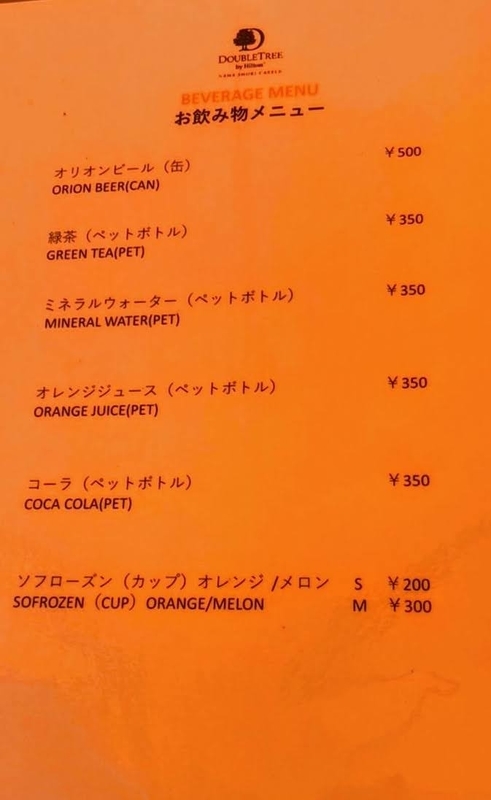 DOUBLETREE
by Hilton™
BEVERAGE MENU
お飲み物メニュー
オリオンビール（缶） ￥500
ORION BEER(CAN)
緑茶（ペットボトル） ￥350
GREEN TEA(PET)
ミネラルウォーター（ペットボトル） ￥350
MINERAL WATER(PET)
オレンジジュース（ペットボトル） ￥350
ORANGE JUICE(PET)
コーラ（ペットボトル） ￥350
COCA COLA(PET)
ソフローズン（カップ）オレンジ /メロン S ￥200
SOFROZEN（CUP）ORANGE/MELON M ￥300